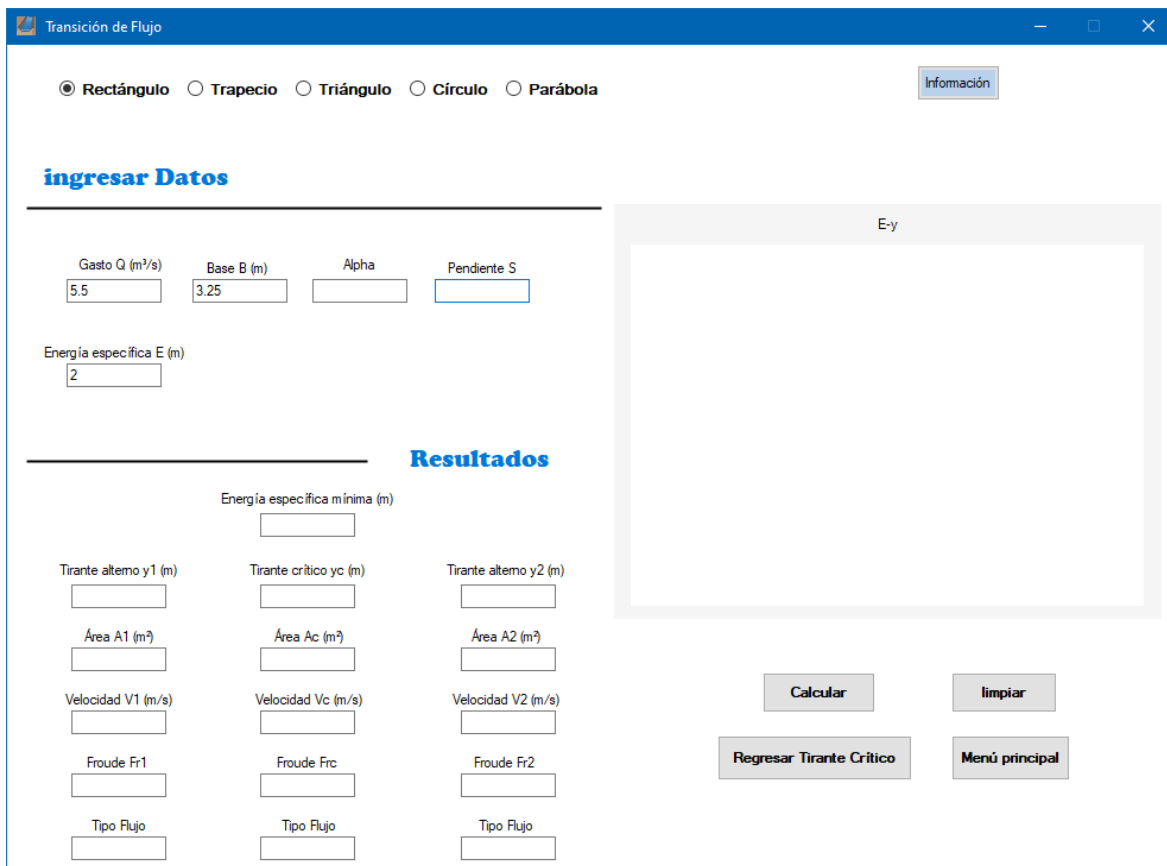 Transición de Flujo
Rectángulo Trapecio Triángulo Círculo Parábola
Información
ingresar Datos
E-y
Gasto Q (m³/s) Base B (m) Alpha Pendiente S
5.5 3.25
Energía específica E (m)
2
Resultados
Energía específica mínima (m)
Tirante alterno y1 (m) Tirante crítico yc (m) Tirante alterno y2 (m)
Área A1 (m²) Área Ac (m²) Área A2 (m²)
Velocidad V1 (m/s) Velocidad Vc (m/s) Velocidad V2 (m/s)
Froude Fr1 Froude Frc Froude Fr2
Tipo Flujo Tipo Flujo Tipo Flujo
Calcular limpiar
Regresar Tirante Crítico Menú principal